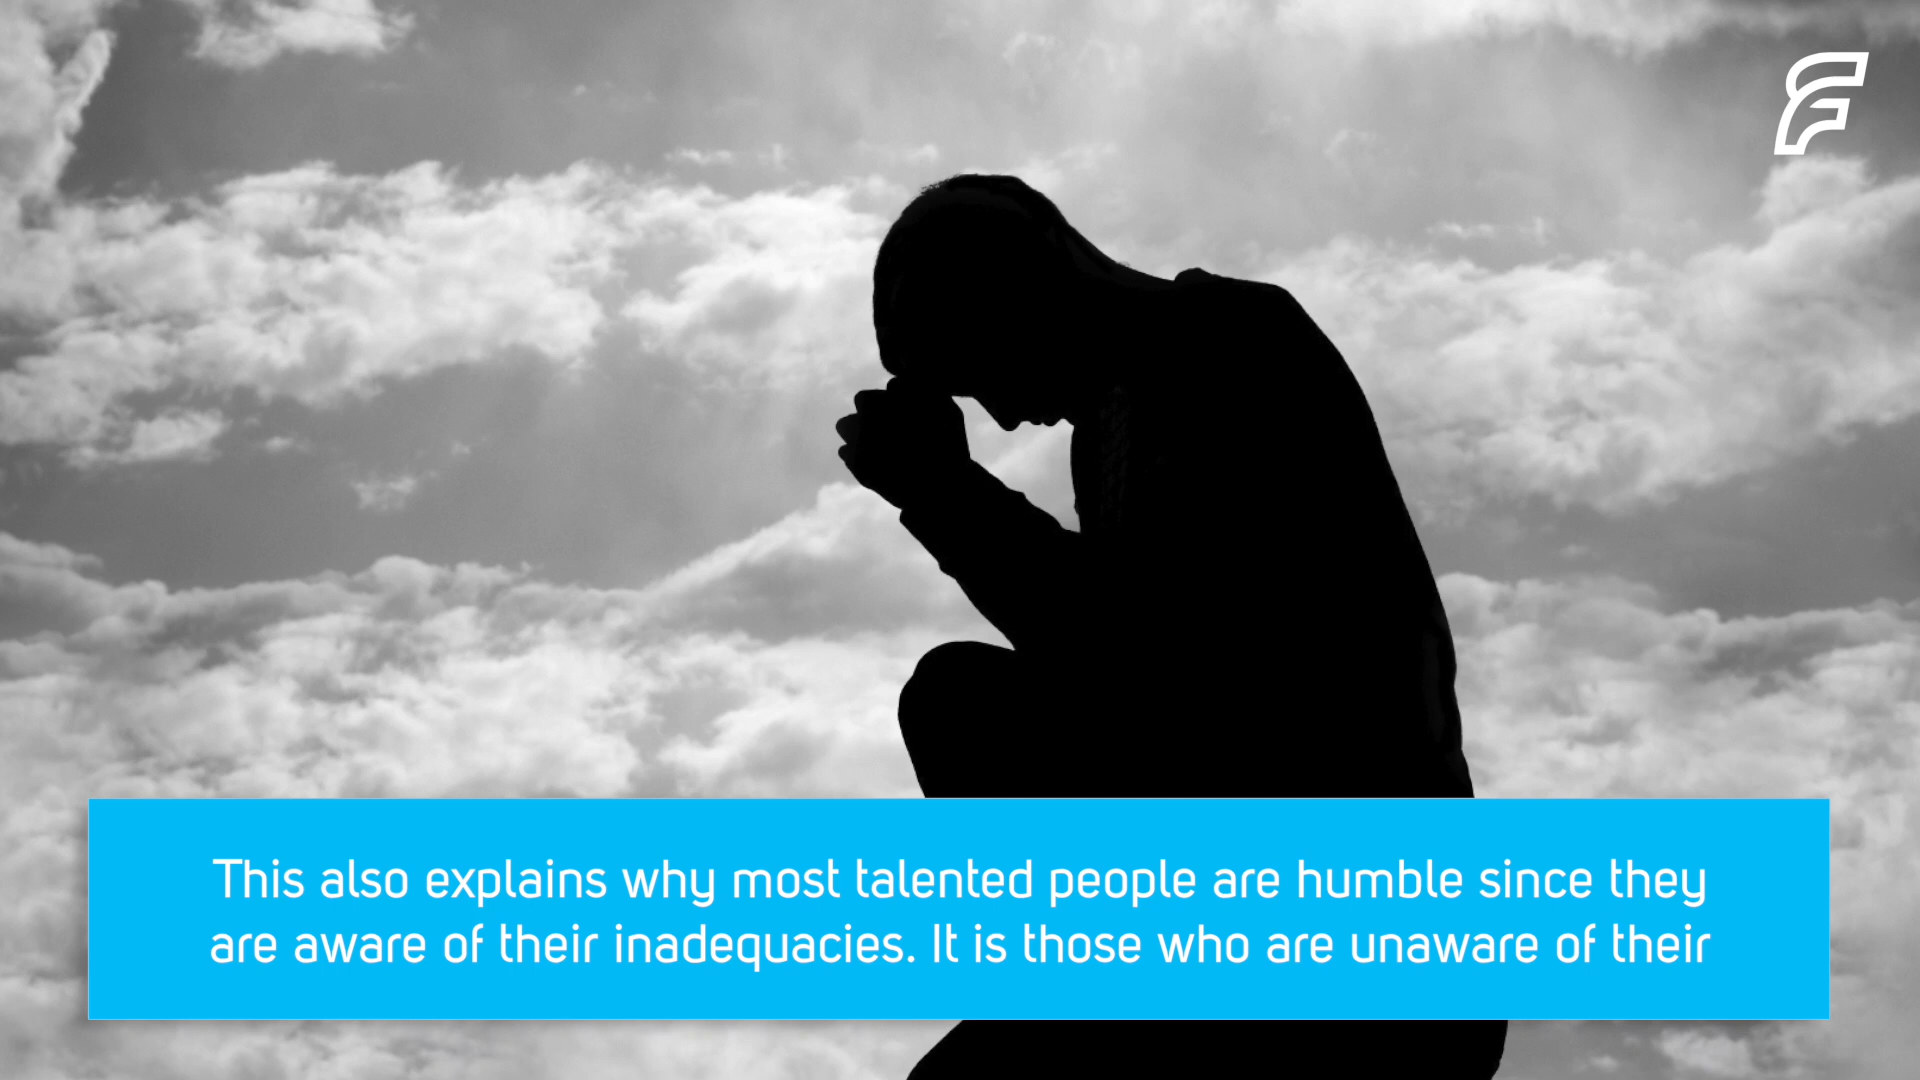 This also explains why most talented people are humble since they
are aware of their inadequacies. It is those who are unaware of their